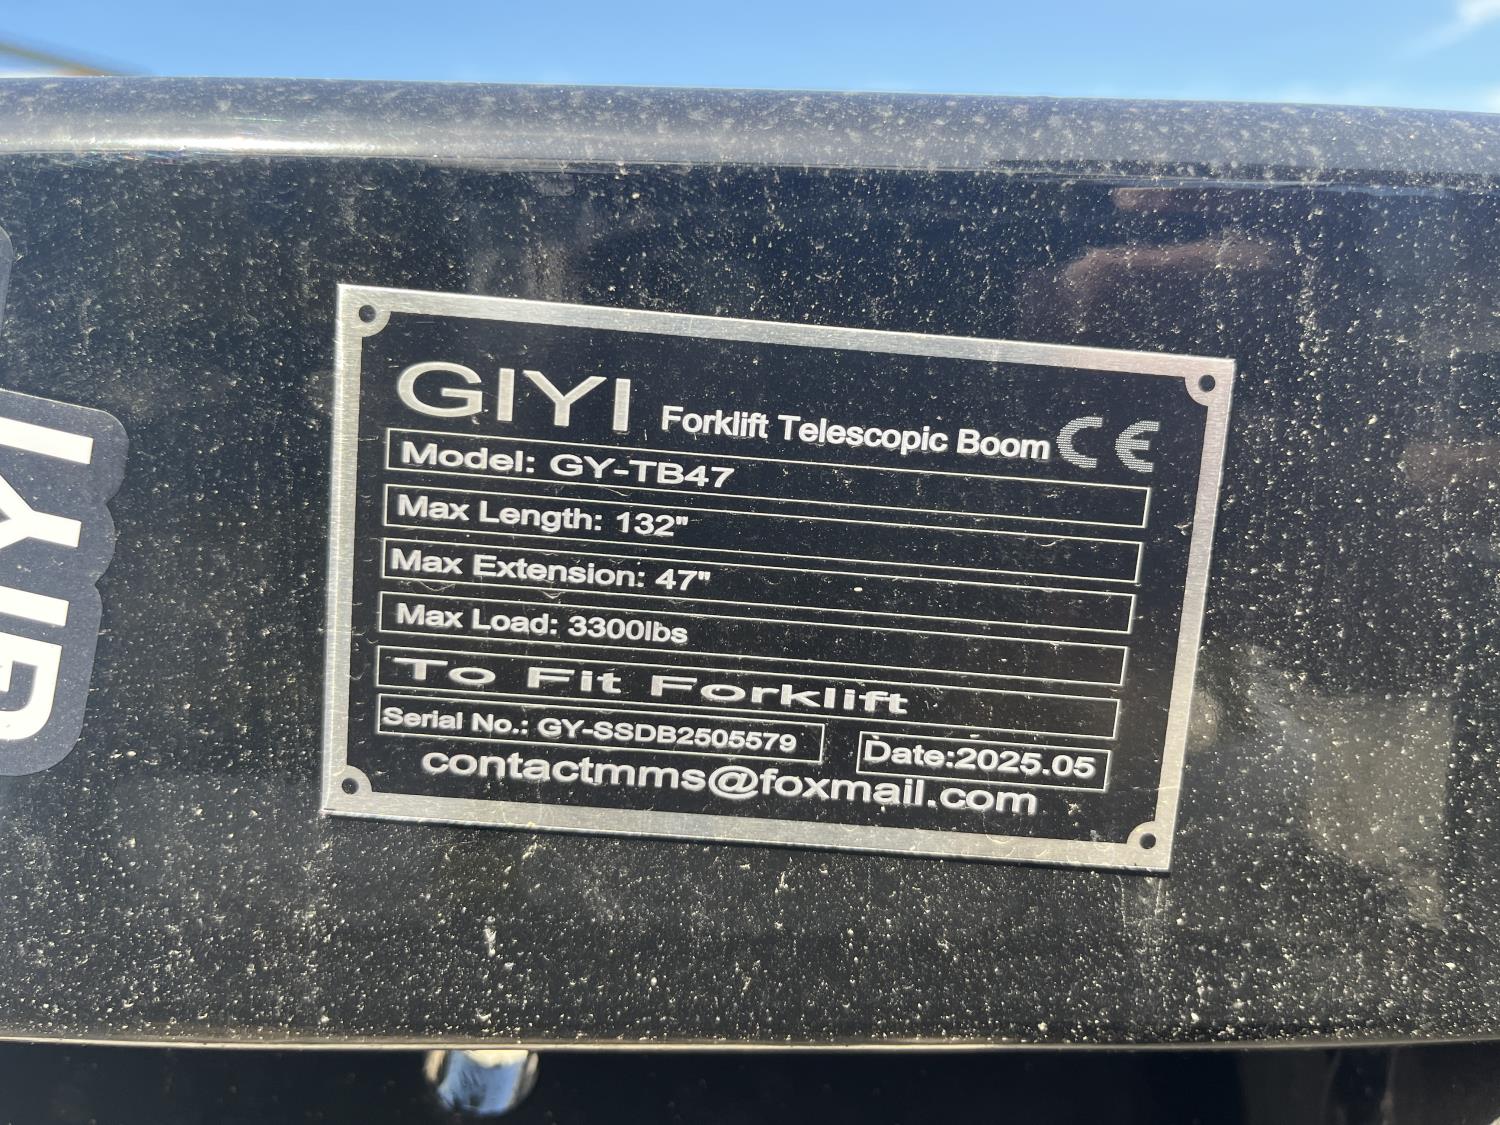 GIYI Forklift Telescopic Boom CE
Model: GY-TB47
Max Length: 132"
Max Extension: 47"
Max Load: 3300lbs
To Fit Forklift
Serial No.: GY-SSDB2505579 Date:2025.05
contactmms@foxmail.com